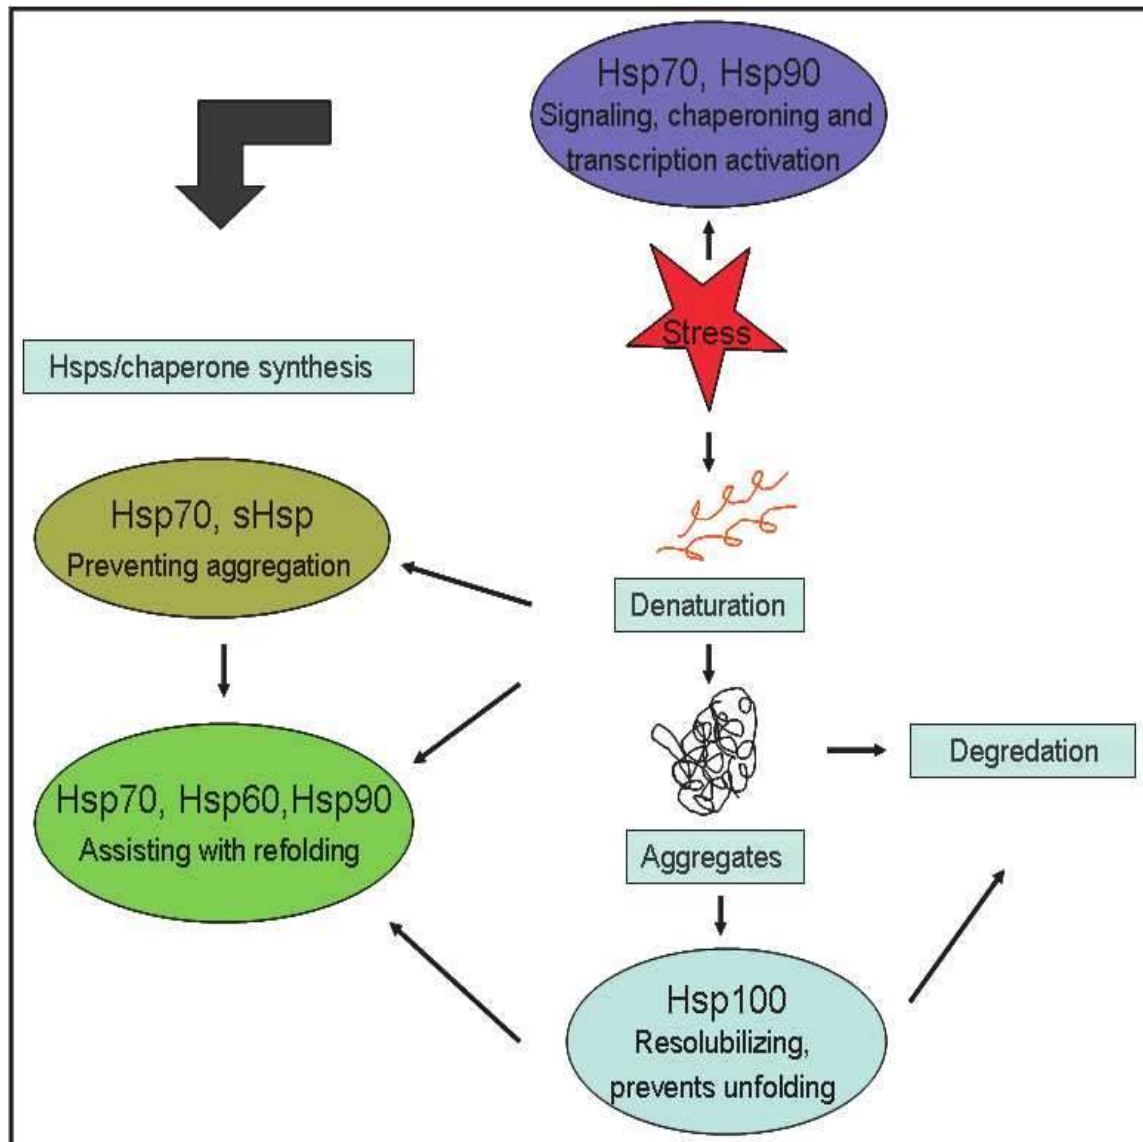 Hsp70, Hsp90
Signaling, chaperoning and
transcription activation
Stress
Hsps/chaperone synthesis
Hsp70, sHsp
Preventing aggregation
Denaturation
Hsp70, Hsp60,Hsp90
Assisting with refolding
Degredation
Aggregates
Hsp100
Resolubilizing,
prevents unfolding